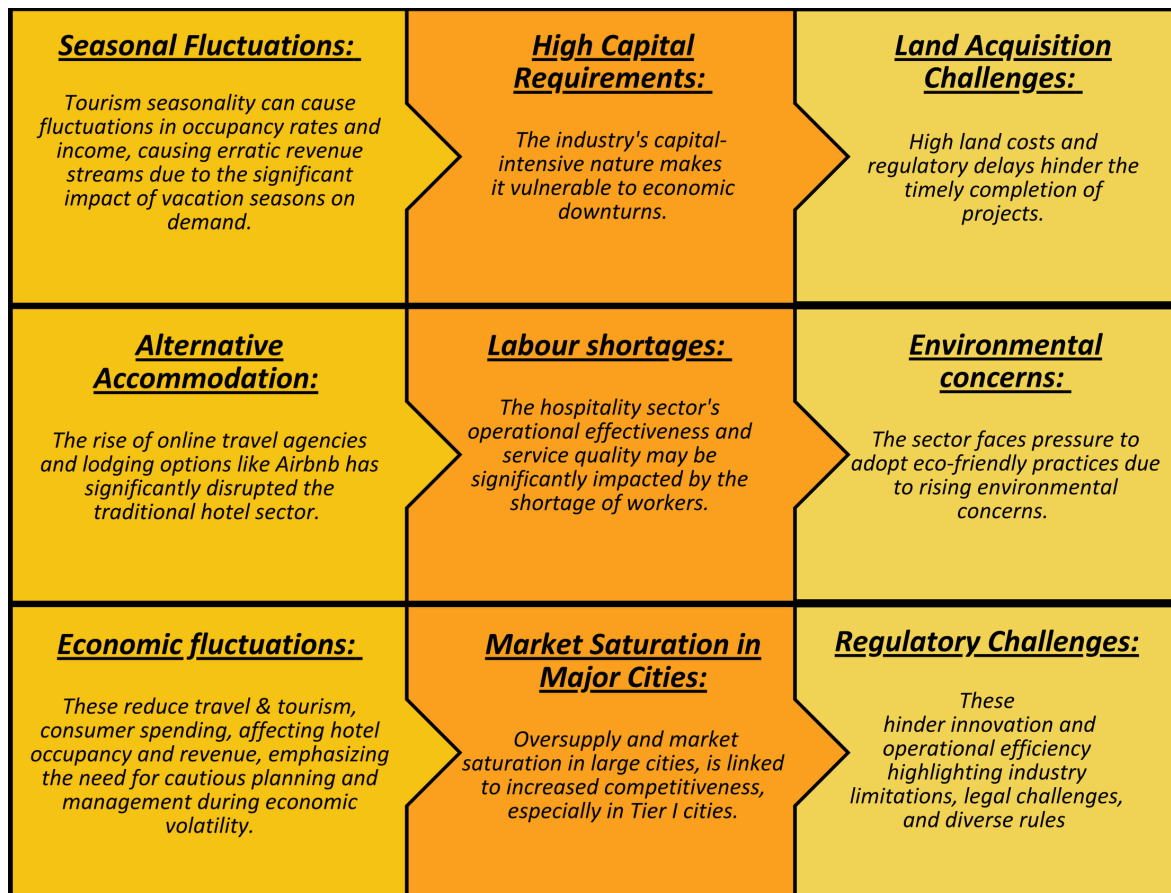 Seasonal Fluctuations:
Tourism seasonality can cause
fluctuations in occupancy rates and
income, causing erratic revenue
streams due to the significant
impact of vacation seasons on
demand.
High Capital
Requirements:
The industry's capital-
intensive nature makes
it vulnerable to economic
downturns.
Land Acquisition
Challenges:
High land costs and
regulatory delays hinder the
timely completion of
projects.
Alternative
Accommodation:
The rise of online travel agencies
and lodging options like Airbnb has
significantly disrupted the
traditional hotel sector.
Labour shortages:
The hospitality sector's
operational effectiveness and
service quality may be
significantly impacted by the
shortage of workers.
Environmental
concerns:
The sector faces pressure to
adopt eco-friendly practices due
to rising environmental
concerns.
Economic fluctuations:
These reduce travel & tourism,
consumer spending, affecting hotel
occupancy and revenue, emphasizing
the need for cautious planning and
management during economic
volatility.
Market Saturation in
Major Cities:
Oversupply and market
saturation in large cities, is linked
to increased competitiveness,
especially in Tier I cities.
Regulatory Challenges:
These
hinder innovation and
operational efficiency
highlighting industry
limitations, legal challenges,
and diverse rules